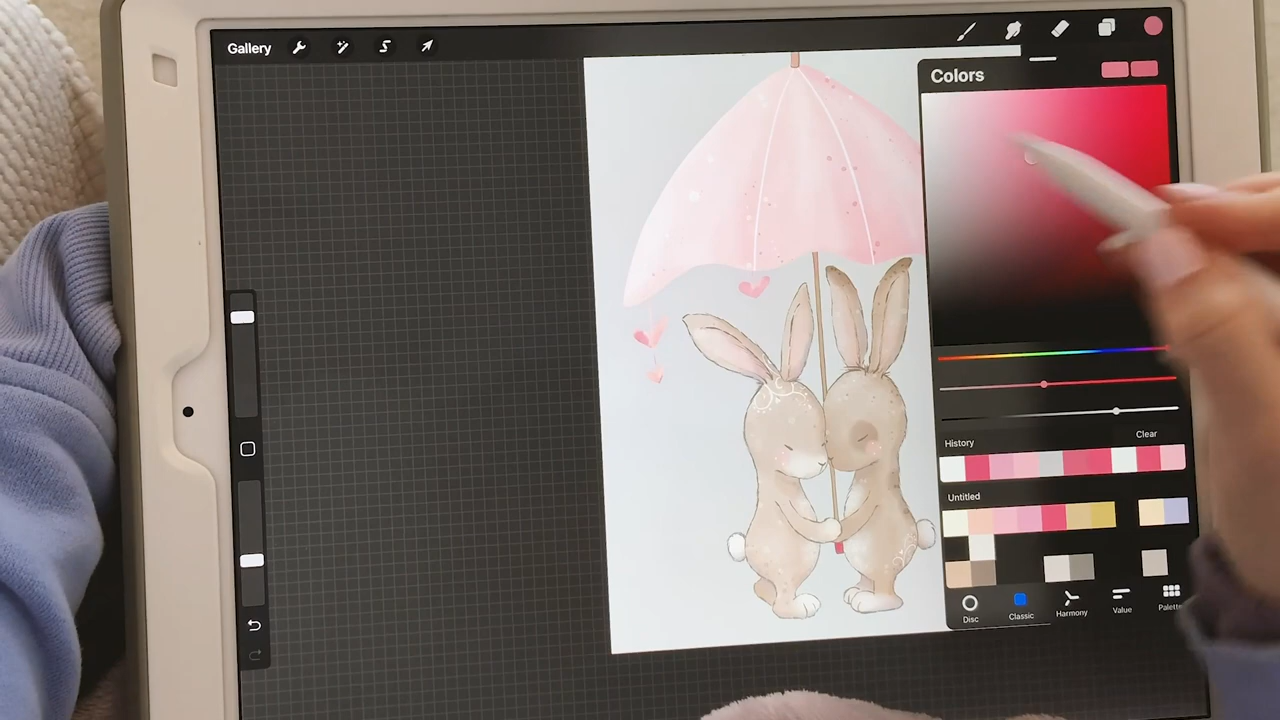 Gallery
Colors
History Clear
Untitled
Disc Classic Harmony Value Palette